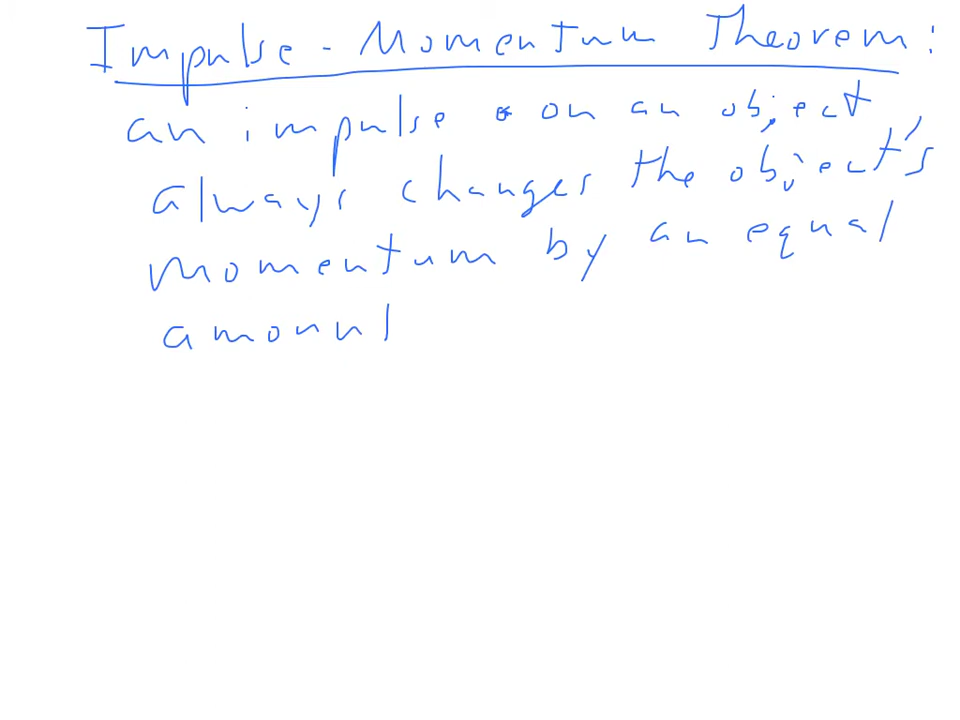 Impulse - Momentum Theorem:
an impulse on an object
always changes the object's
momentum by an equal
amount